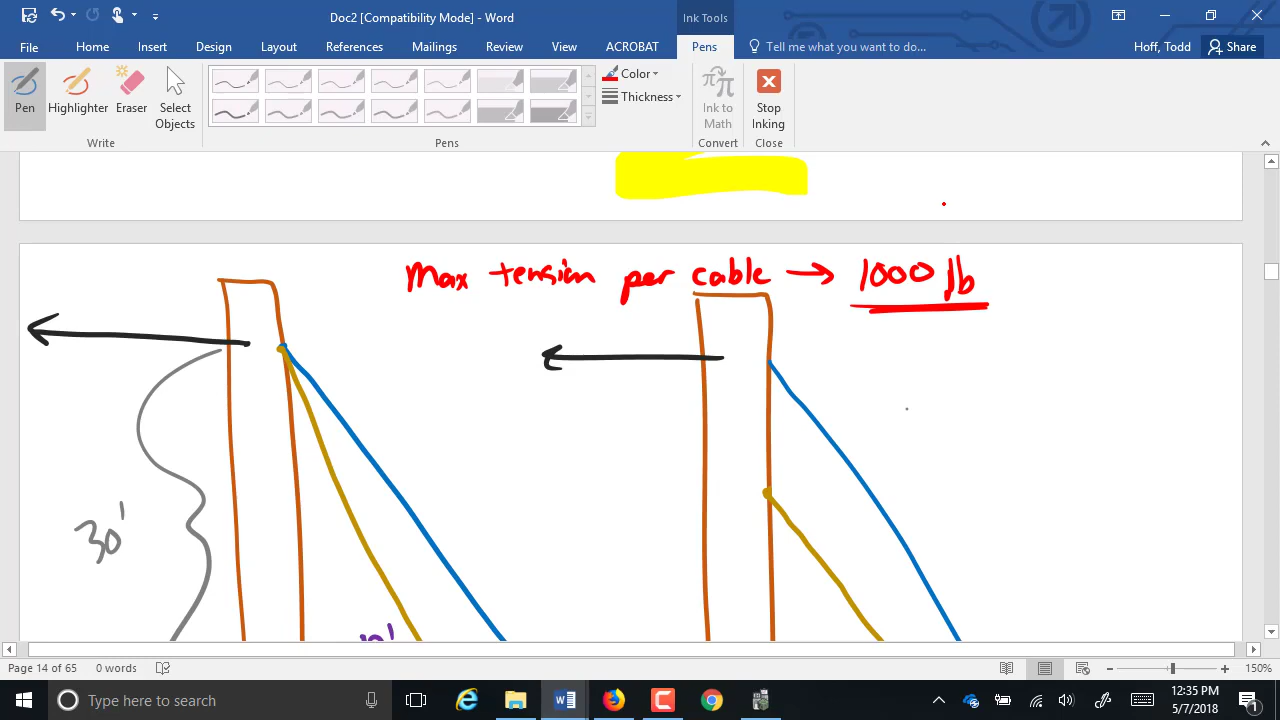 Doc2 [Compatibility Mode] - Word
Ink Tools
File Home Insert Design Layout References Mailings Review View ACROBAT Pens Tell me what you want to do... Hoff, Todd Share
Pen Highlighter Eraser Select Objects
Color
Thickness
Ink to Math
Stop Inking
Write Pens Convert Close
Max tension per cable → 1000 lb
30'
Page 14 of 65 0 words 150%
Type here to search
12:35 PM
5/7/2018
1